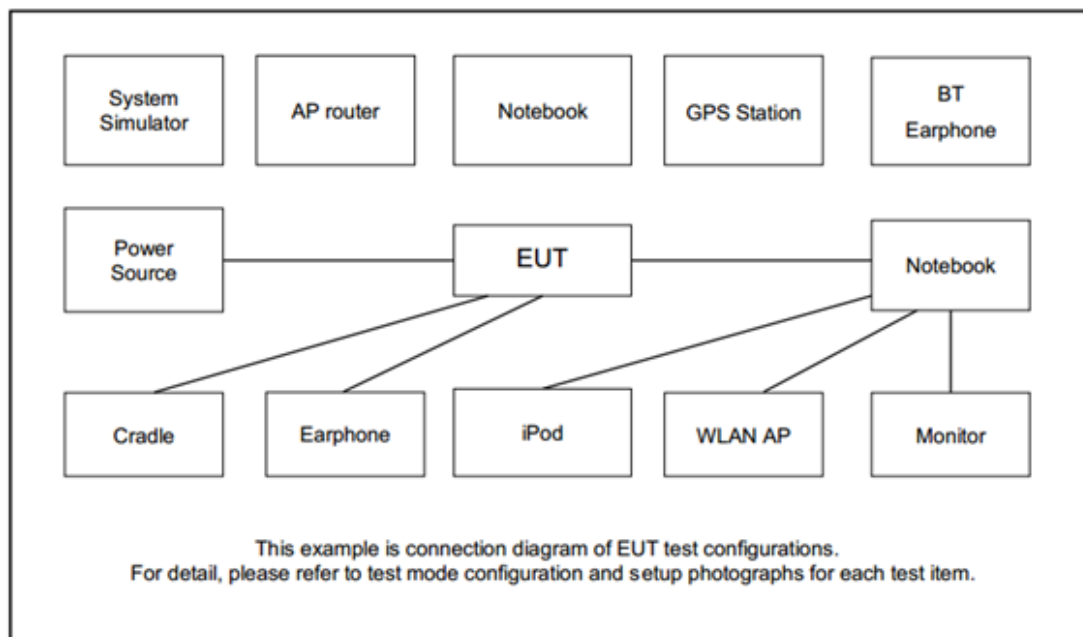 System
Simulator
AP router
Notebook
GPS Station
BT
Earphone
Power
Source
EUT
Notebook
Cradle
Earphone
iPod
WLAN AP
Monitor
This example is connection diagram of EUT test configurations.
For detail, please refer to test mode configuration and setup photographs for each test item.